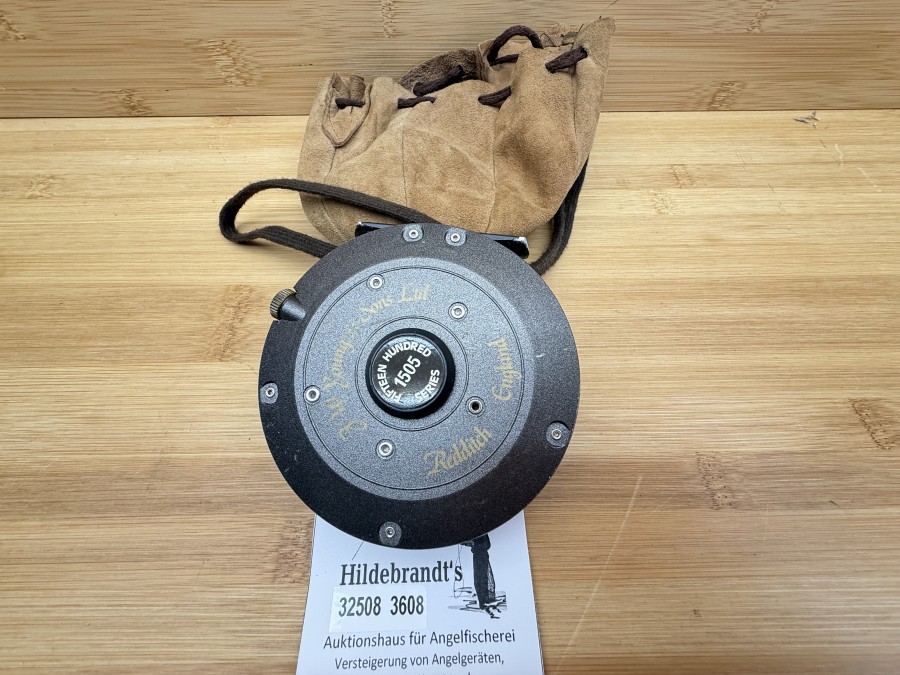 J.W. Young & Sons Ltd
Redditch England
FIFTEEN HUNDRED
1505
SERIES
Hildebrandt's
32508 3608
Auktionshaus für Angelfischerei
Versteigerung von Angelgeräten,